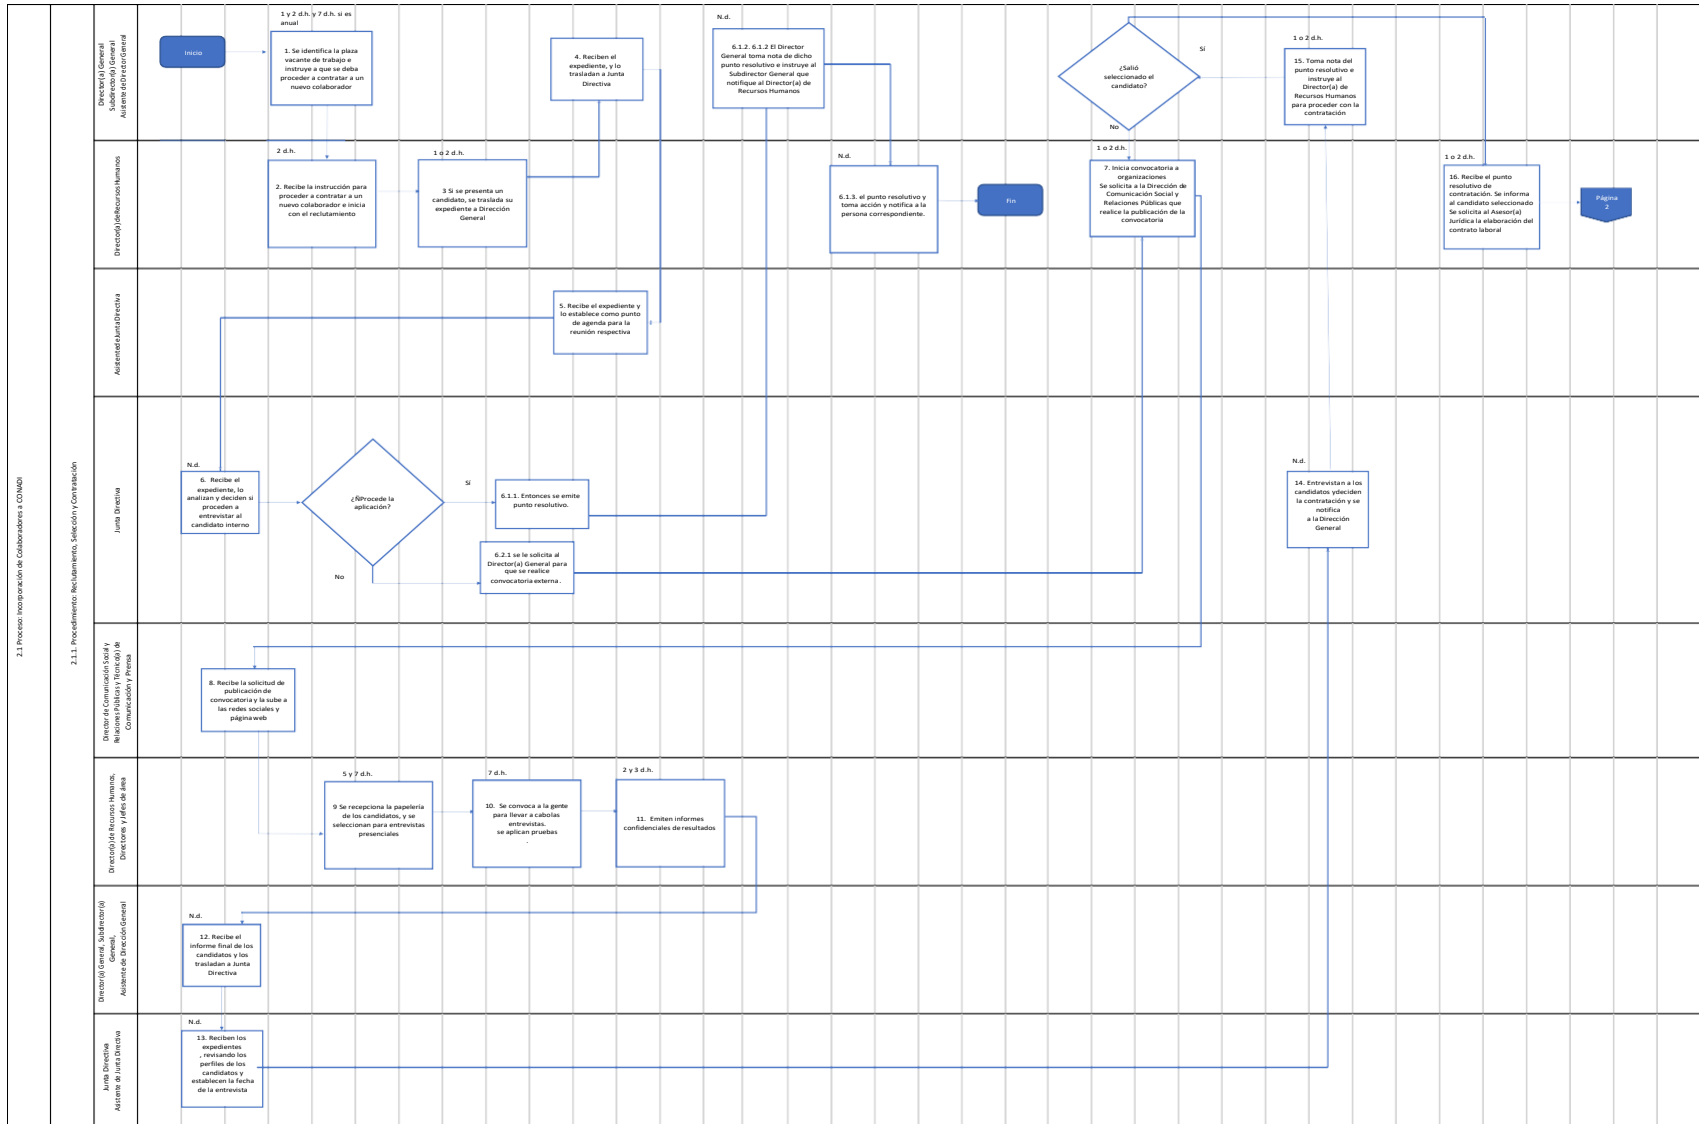 2.1 Proceso: Incorporación de Colaboradores a CONADI
2.1.1. Procedimiento: Reclutamiento, Selección y Contratación
Director(a) General
Subdirector(a) General
Asistente de Director General
Inicio
1 y 2 d.h. y 7 d.h. si es
anual
1. Se identifica la plaza
vacante de trabajo e
instruye a que se deba
proceder a contratar a un
nuevo colaborador
4. Reciben el
expediente, y lo
trasladan a Junta
Directiva
N.d.
6.1.2. 6.1.2 El Director
General toma nota de dicho
punto resolutivo e instruye al
Subdirector General que
notifique al Director(a) de
Recursos Humanos
¿Salió
seleccionado el
candidato?
Sí
No
1 o 2 d.h.
15. Toma nota del
punto resolutivo e
instruye al
Director(a) de
Recursos Humanos
para proceder con la
contratación
Director(a) de Recursos Humanos
2 d.h.
2. Recibe la instrucción para
proceder a contratar a un
nuevo colaborador e inicia
con el reclutamiento
1 o 2 d.h.
3 Si se presenta un
candidato, se traslada su
expediente a Dirección
General
N.d.
6.1.3. el punto resolutivo y
toma acción y notifica a la
persona correspondiente.
Fin
1 o 2 d.h.
7. Inicia convocatoria a
organizaciones
Se solicita a la Dirección de
Comunicación Social y
Relaciones Públicas que
realice la publicación de la
convocatoria
1 o 2 d.h.
16. Recibe el punto
resolutivo de
contratación. Se informa
al candidato seleccionado
Se solicita al Asesor(a)
Jurídica la elaboración del
contrato laboral
Página
2
Asistente de Junta Directiva
5. Recibe el expediente y
lo establece como punto
de agenda para la
reunión respectiva
Junta Directiva
N.d.
6. Recibe el
expediente, lo
analizan y deciden si
proceden a
entrevistar al
candidato interno
¿ÑProcede la
aplicación?
Sí
No
6.1.1. Entonces se emite
punto resolutivo.
6.2.1 se le solicita al
Director(a) General para
que se realice
convocatoria externa .
N.d.
14. Entrevistan a los
candidatos ydeciden
la contratación y se
notifica
a la Dirección
General
Director de Comunicación Social y
Relaciones Públicas y Técnico(a) de
Comunicación y Prensa
8. Recibe la solicitud de
publicación de
convocatoria y la sube a
las redes sociales y
página web
Director(a) de Recursos Humanos,
Directores y Jefes de área
5 y 7 d.h.
9 Se recepciona la papelería
de los candidatos, y se
seleccionan para entrevistas
presenciales
7 d.h.
10. Se convoca a la gente
para llevar a cabolas
entrevistas.
se aplican pruebas
.
2 y 3 d.h.
11. Emiten informes
confidenciales de resultados
Director(a) General, Subdirector(a)
General,
Asistente de Dirección General
N.d.
12. Recibe el
informe final de los
candidatos y los
trasladan a Junta
Directiva
Junta Directiva
Asistente de Junta Directiva
N.d.
13. Reciben los
expedientes
, revisando los
perfiles de los
candidatos y
establecen la fecha
de la entrevista